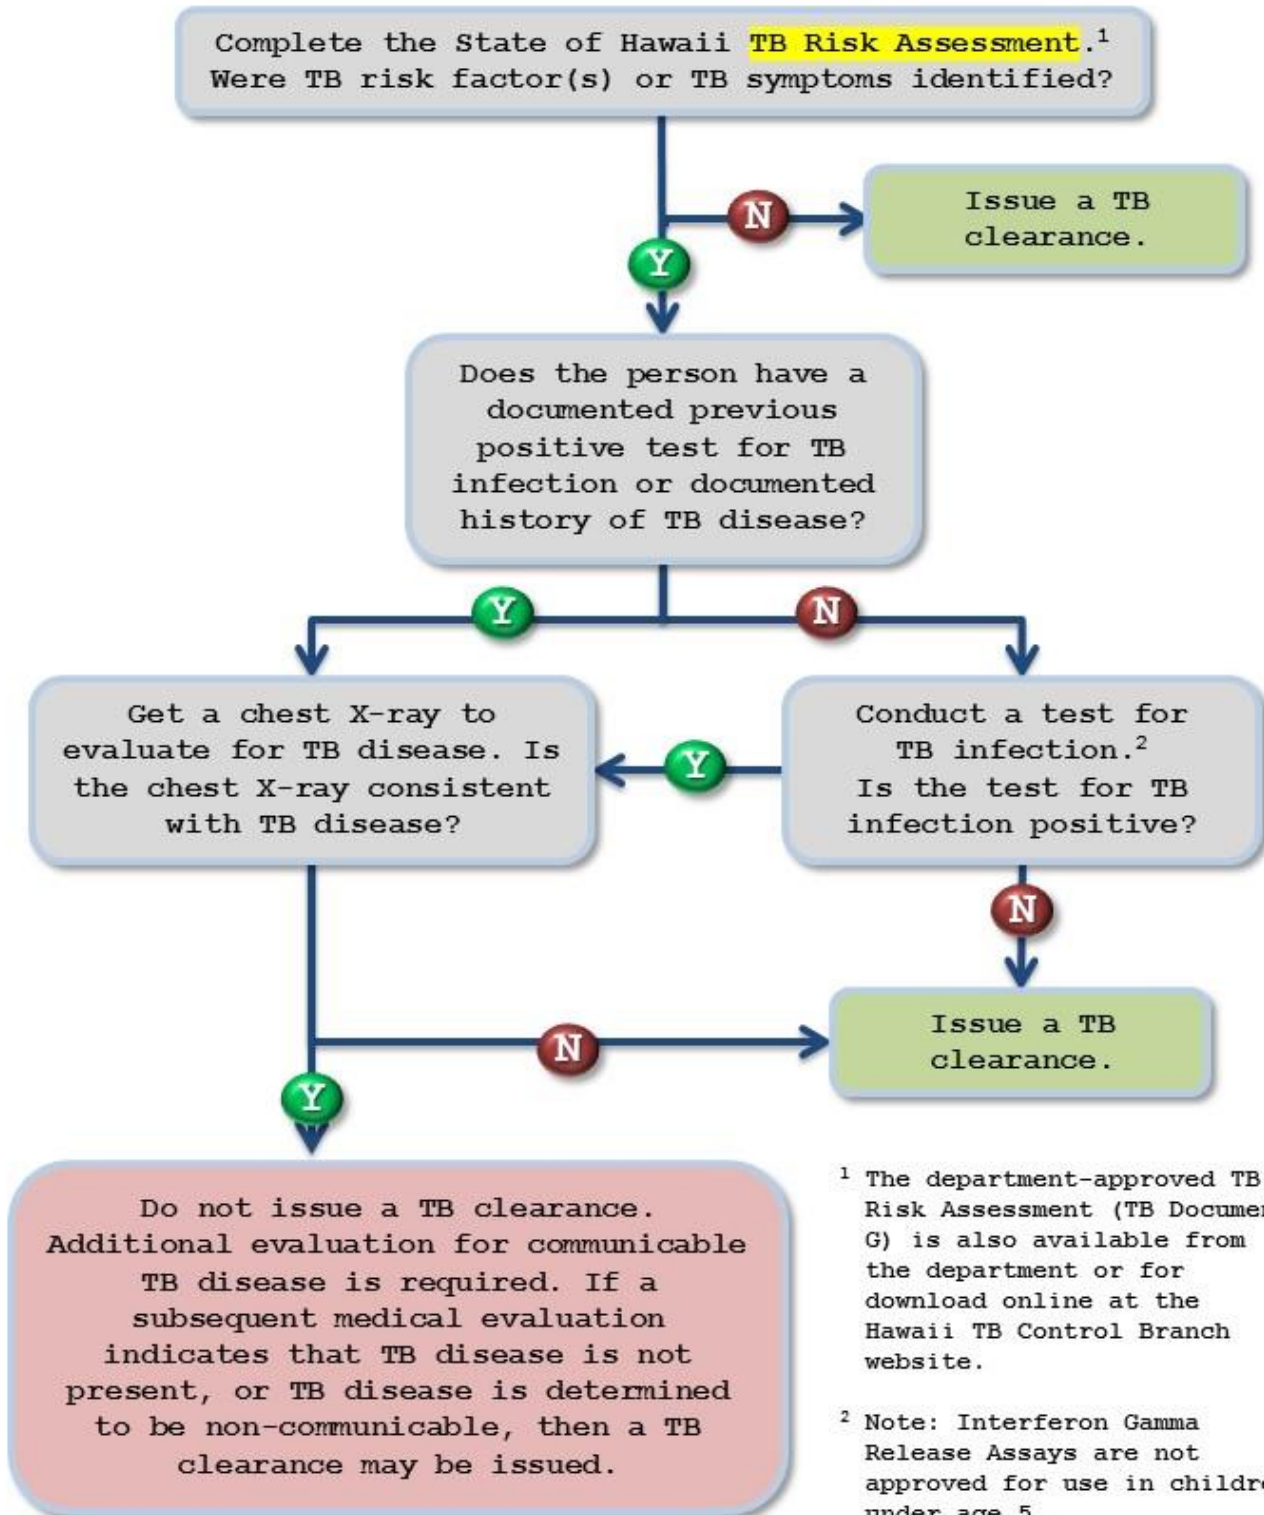 Complete the State of Hawaii TB Risk Assessment.¹
Were TB risk factor(s) or TB symptoms identified?
N
Issue a TB
clearance.
Y
Does the person have a
documented previous
positive test for TB
infection or documented
history of TB disease?
Y
N
Get a chest X-ray to
evaluate for TB disease. Is
the chest X-ray consistent
with TB disease?
Y
Conduct a test for
TB infection.²
Is the test for TB
infection positive?
N
Issue a TB
clearance.
N
Y
Do not issue a TB clearance.
Additional evaluation for communicable
TB disease is required. If a
subsequent medical evaluation
indicates that TB disease is not
present, or TB disease is determined
to be non-communicable, then a TB
clearance may be issued.
¹ The department-approved TB
Risk Assessment (TB Documen
G) is also available from
the department or for
download online at the
Hawaii TB Control Branch
website.
² Note: Interferon Gamma
Release Assays are not
approved for use in childre
under age 5